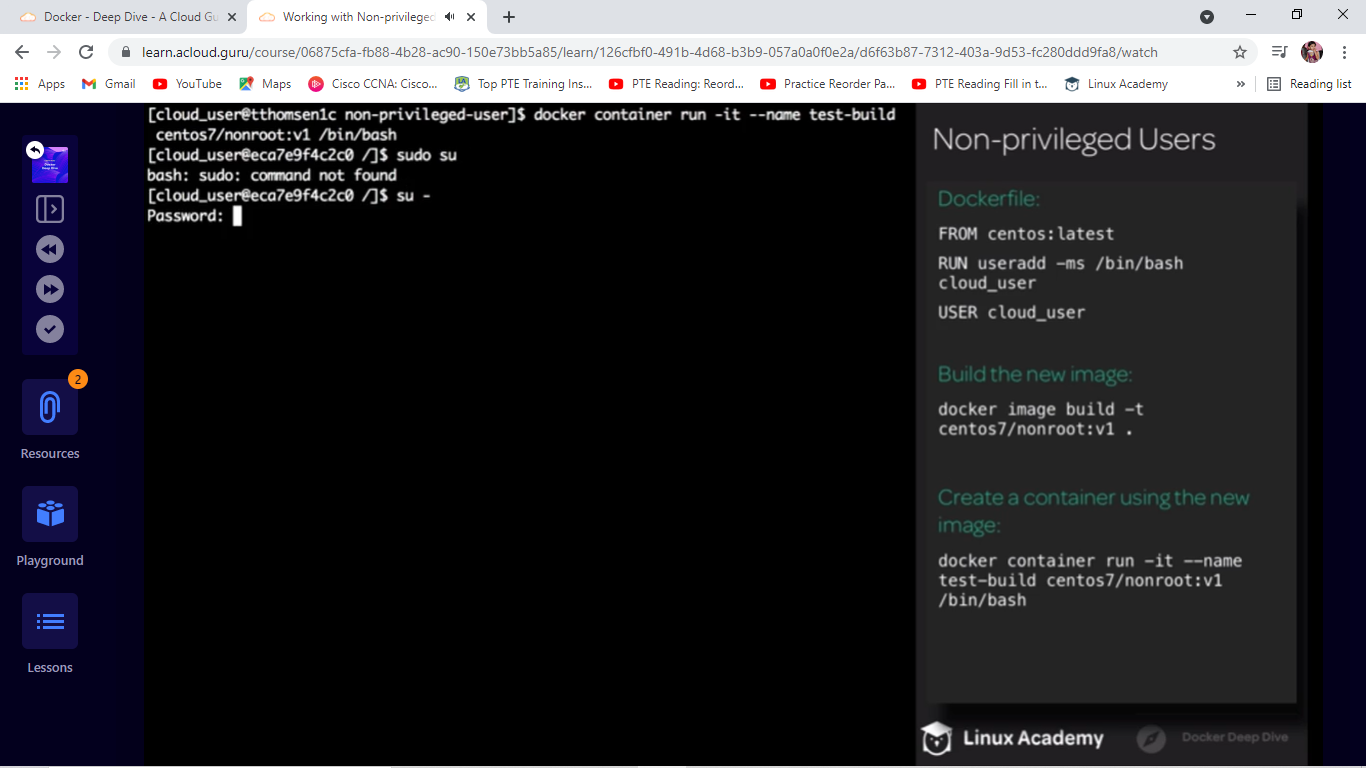 Docker - Deep Dive - A Cloud Gu
Working with Non-privileged
learn.acloud.guru/course/06875cfa-fb88-4b28-ac90-150e73bb5a85/learn/126cfbf0-491b-4d68-b3b9-057a0a0f0e2a/d6f63b87-7312-403a-9d53-fc280ddd9fa8/watch
Apps
Gmail
YouTube
Maps
Cisco CCNA: Cisco...
Top PTE Training Ins...
PTE Reading: Reord...
Practice Reorder Pa...
PTE Reading Fill in t...
Linux Academy
»
Reading list
Docker
Deep Dive
2
Resources
Playground
Lessons
[cloud_user@tthomsen1c non-privileged-user]$ docker container run -it --name test-build
centos7/nonroot:v1 /bin/bash
[cloud_user@eca7e9f4c2c0 /]$ sudo su
bash: sudo: command not found
[cloud_user@eca7e9f4c2c0 /]$ su -
Password:
Non-privileged Users
Dockerfile:
FROM centos:latest
RUN useradd -ms /bin/bash
cloud_user
USER cloud_user
Build the new image:
docker image build -t
centos7/nonroot:v1 .
Create a container using the new
image:
docker container run -it --name
test-build centos7/nonroot:v1
/bin/bash
Linux Academy
Docker Deep Dive